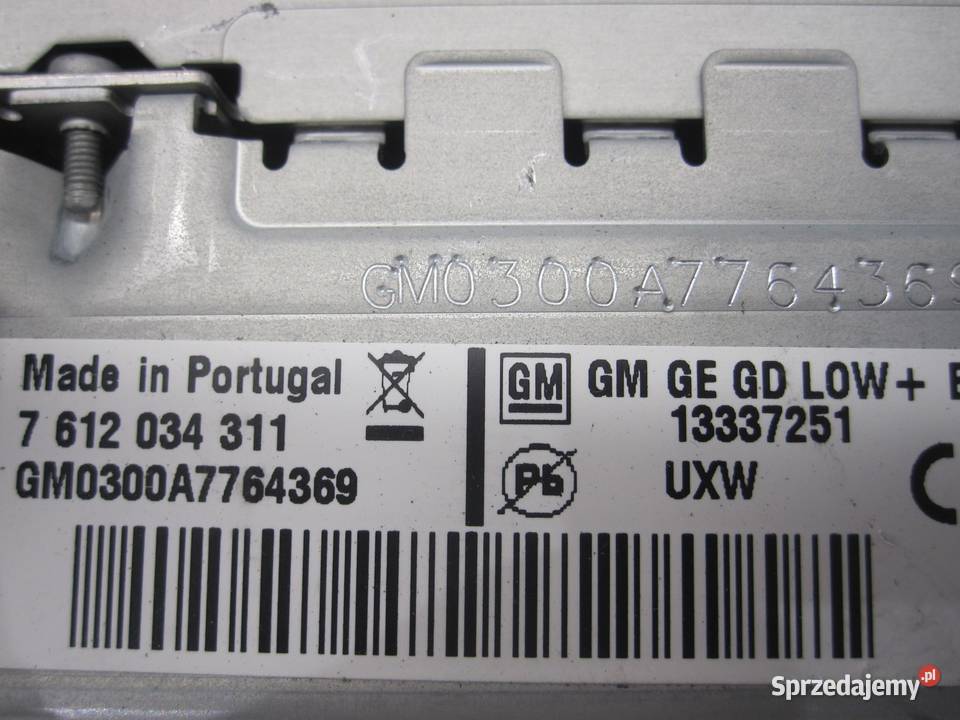 GM0300A776436
Made in Portugal
7 612 034 311
GM0300A7764369
GM
GM GE GD LOW+
13337251
Pb
UXW
Sprzedajemy.pl